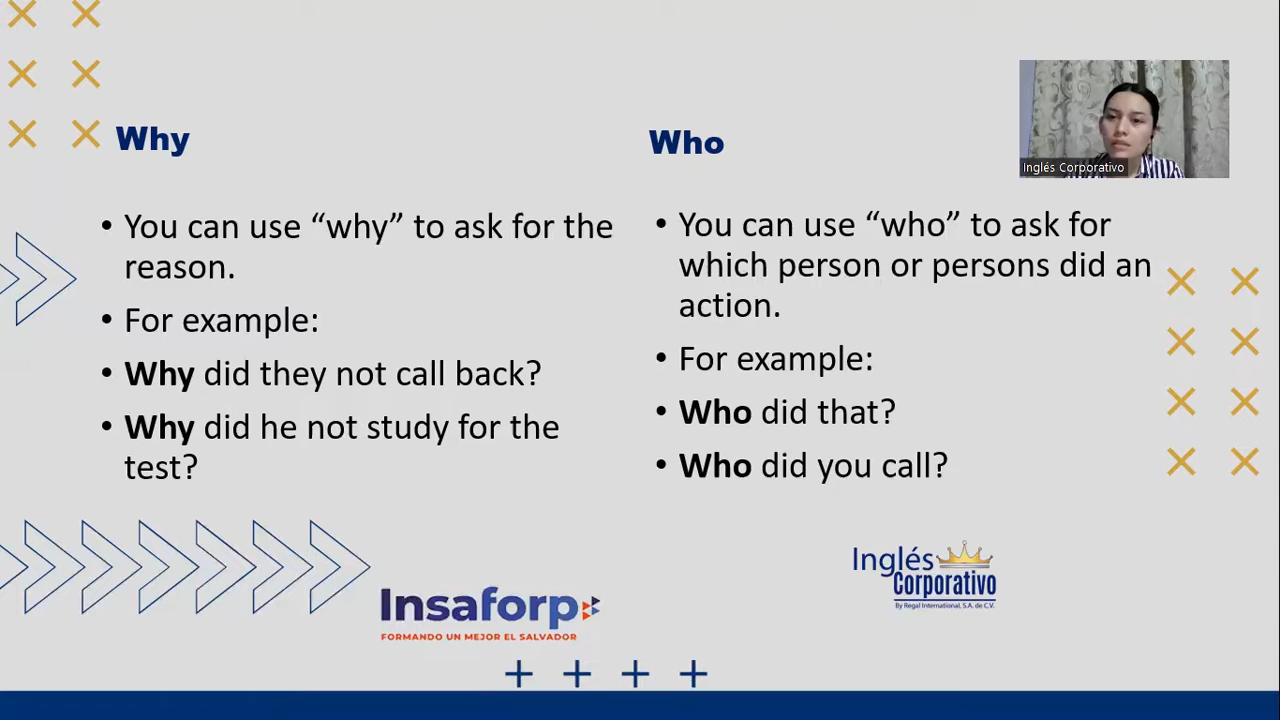 Why
• You can use “why” to ask for the
reason.
• For example:
• Why did they not call back?
• Why did he not study for the
test?
Who
• You can use “who” to ask for
which person or persons did an
action.
• For example:
• Who did that?
• Who did you call?
Inglés Corporativo
Insaforp
FORMANDO UN MEJOR EL SALVADOR
Inglés
Corporativo
By Regal International, S.A. de C.V.